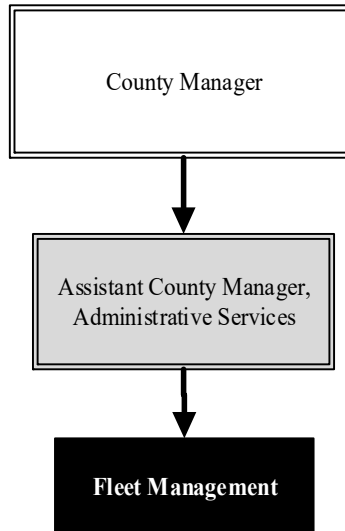 County Manager
Assistant County Manager,
Administrative Services
Fleet Management